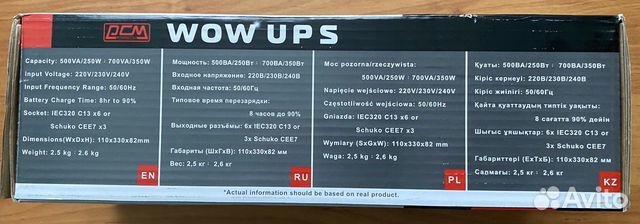 PCM WOW UPS
Capacity: 500VA/250W : 700VA/350W
Input Voltage: 220V/230V/240V
Input Frequency Range: 50/60Hz
Battery Charge Time: 8hr to 90%
Socket: IEC320 C13 x6 or
Schuko CEE7 x3
Dimensions(WxDxH): 110x330x82mm
Weight: 2.5 kg : 2.6 kg
EN
Мощность: 500ВА/250Вт : 700ВА/350Вт
Входное напряжение: 220В/230В/240В
Входная частота: 50/60Гц
Типовое время перезарядки:
8 часов до 90%
Выходные разъёмы: 6x IEC320 C13 or
3x Schuko CEE7
Габариты (ШхГхВ): 110x330x82 мм
Вес: 2,5 кг : 2,6 кг
RU
Moc pozorna/rzeczywista:
500VA/250W : 700VA/350W
Napięcie wejściowe: 220V/230V/240V
Częstotliwość wejsciowa: 50/60Hz
Gniazda: IEC320 C13 x6 or
Schuko CEE7 x3
Wymiary (SxGxW): 110x330x82 mm
Waga: 2,5 kg : 2,6 kg
PL
Қуаты: 500ВА/250Вт : 700ВА/350Вт
Кіріс кернеуі: 220В/230В/240В
Кіріс жиілігі: 50/60Гц
Қайта қуаттаудың типтік уақыты:
8 сағатта 90% дейін
Шығыс ұяшықтар: 6x IEC320 C13 or
3x Schuko CEE7
Габариттері (ЕxТxБ): 110x330x82 мм
Салмағы: 2,5 кг : 2,6 кг
KZ
*Actual information should be based on real product.
Avito